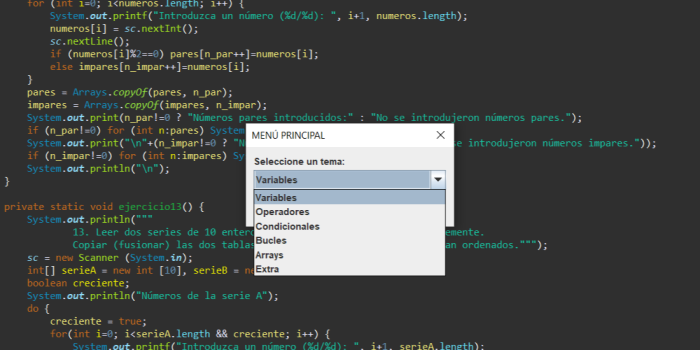 for (int i=0; i<numeros.length; i++) {
System.out.printf("Introduzca un número (%d/%d): ", i+1, numeros.length);
numeros[i] = sc.nextInt();
sc.nextLine();
if (numeros[i]%2==0) pares[n_par++]=numeros[i];
else impares[n_impar++]=numeros[i];
}
pares = Arrays.copyOf(pares, n_par);
impares = Arrays.copyOf(impares, n_impar);
System.out.print(n_par!=0 ? "Números pares introducidos:" : "No se introdujeron números pares.");
if (n_par!=0) for (int n:pares) Sys
System.out.print("\n"+(n_impar!=0 ? "N se introdujeron números impares."));
if (n_impar!=0) for (int n:impares) S
System.out.println("\n");
}
MENÚ PRINCIPAL
Seleccione un tema:
Variables
Variables
Operadores
Condicionales
Bucles
Arrays
Extra
private static void ejercicio13() {
System.out.println("""
13. Leer dos series de 10 enter emente.
Copiar (fusionar) las dos tablas an ordenados.""");
sc = new Scanner (System.in);
int[] serieA = new int [10], serieB = n
boolean creciente;
System.out.println("Números de la serie A");
do {
creciente = true;
for(int i=0; i<serieA.length && creciente; i++) {
System.out.printf("Introduzca un número (%d/%d): ", i+1, serieA.length);